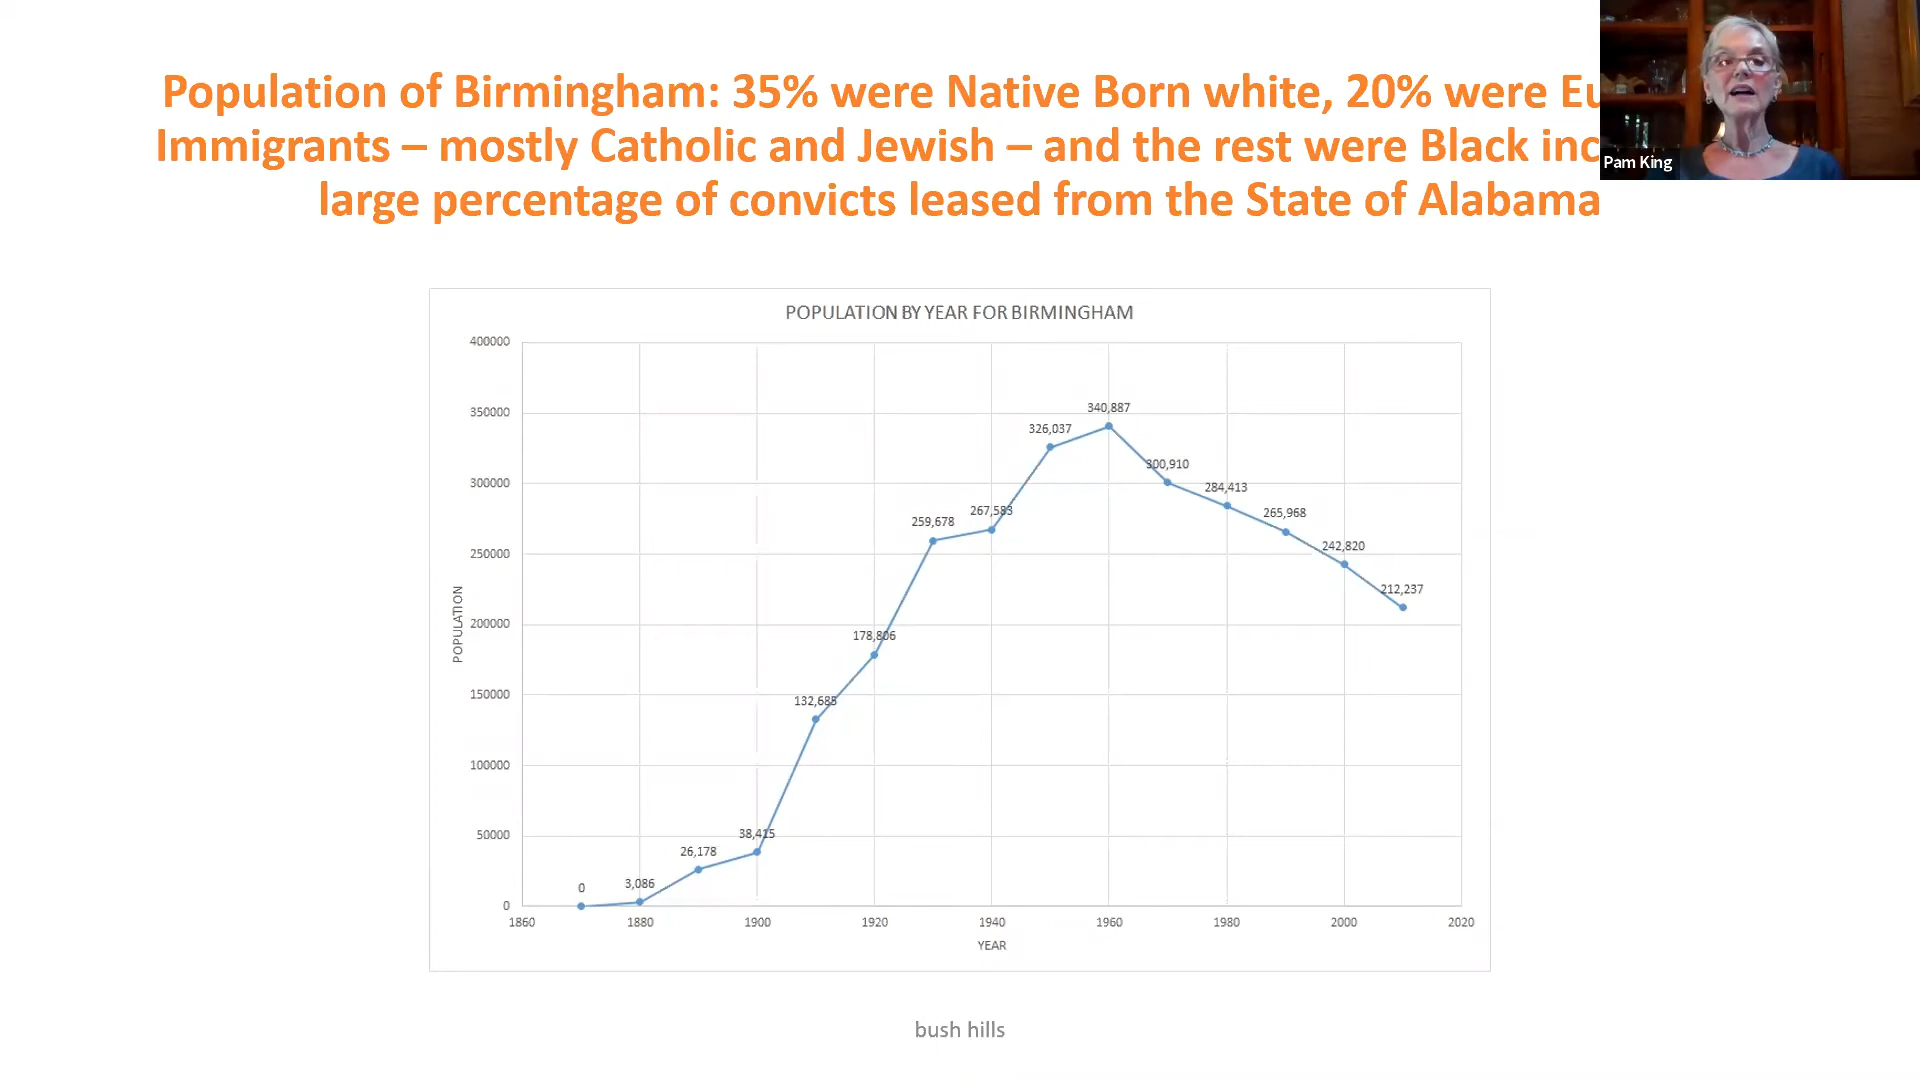 Population of Birmingham: 35% were Native Born white, 20% were
Immigrants – mostly Catholic and Jewish – and the rest were Black
large percentage of convicts leased from the State of Alabama
Pam King
POPULATION BY YEAR FOR BIRMINGHAM
400000
350000
300000
250000
200000
150000
100000
50000
0
POPULATION
0
3,086
26,178
38,415
132,685
178,806
259,678
267,583
326,037
340,887
300,910
284,413
265,968
242,820
212,237
1860 1880 1900 1920 1940 1960 1980 2000 2020
YEAR
bush hills